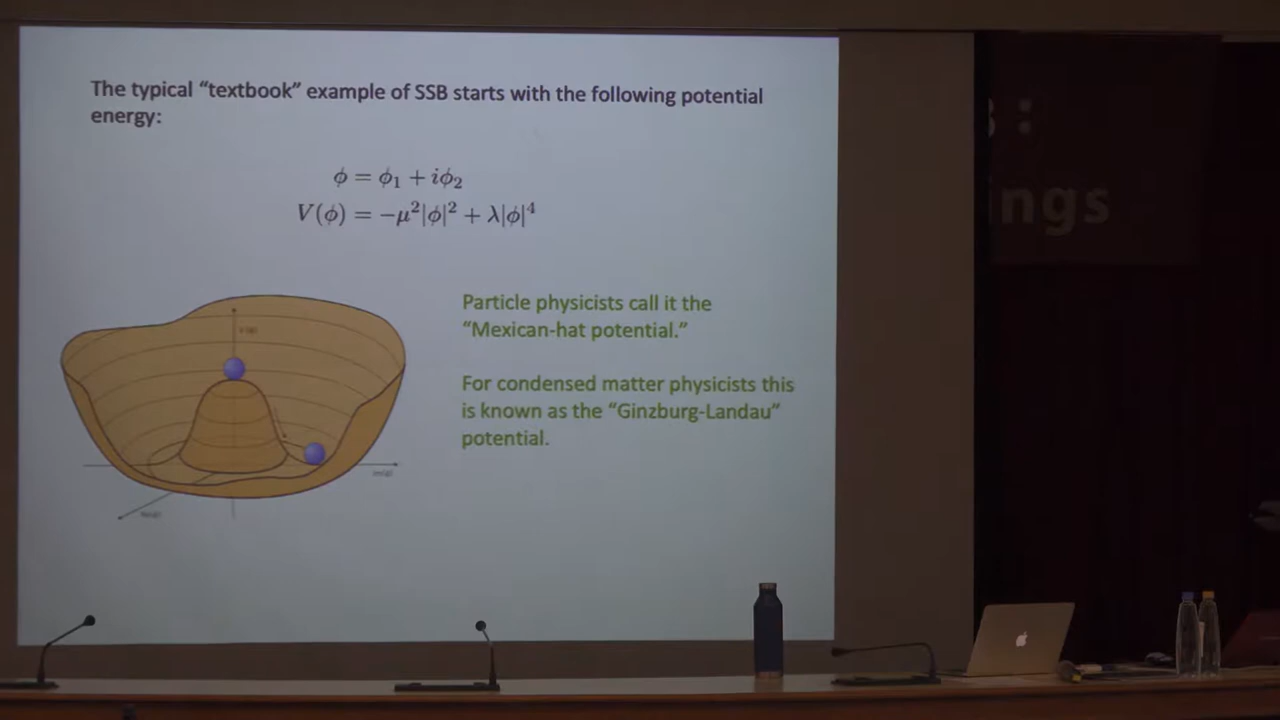 The typical “textbook” example of SSB starts with the following potential
energy:
ϕ = ϕ₁ + iϕ₂
V(ϕ) = −μ²|ϕ|² + λ|ϕ|⁴
Particle physicists call it the
“Mexican-hat potential.”
For condensed matter physicists this
is known as the “Ginzburg-Landau”
potential.
:
ngs